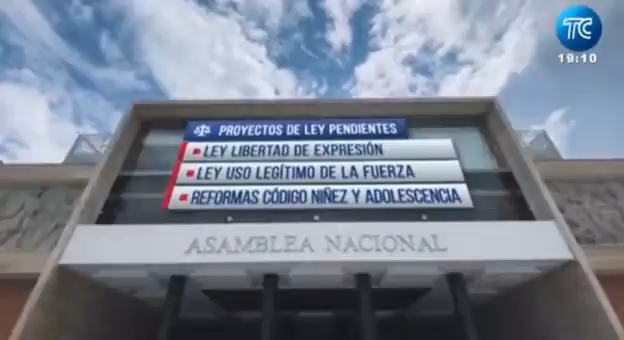 TC
19:10
PROYECTOS DE LEY PENDIENTES
LEY LIBERTAD DE EXPRESIÓN
LEY USO LEGÍTIMO DE LA FUERZA
REFORMAS CÓDIGO NIÑEZ Y ADOLESCENCIA
ASAMBLEA NACIONAL